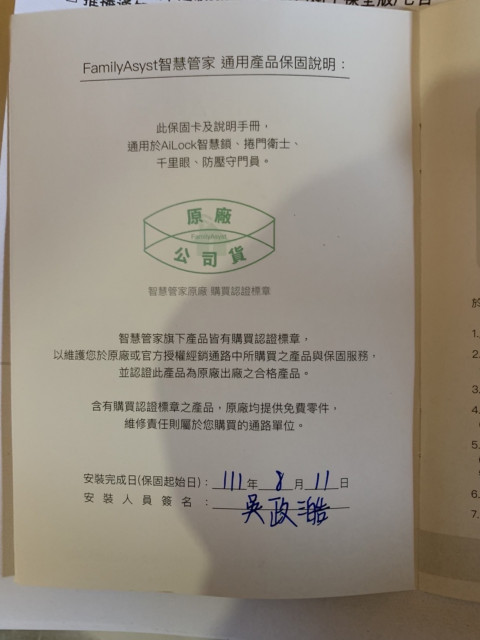 FamilyAsyst智慧管家 通用產品保固說明：
此保固卡及說明手冊，
通用於AiLock智慧鎖、捲門衛士、
千里眼、防壓守門員。
原廠
FamilyAsyst
公司貨
智慧管家原廠 購買認證標章
智慧管家旗下產品皆有購買認證標章，
以維護您於原廠或官方授權經銷通路中所購買之產品與保固服務，
並認證此產品為原廠出廠之合格產品。
含有購買認證標章之產品，原廠均提供免費零件，
維修責任則屬於您購買的通路單位。
安裝完成日(保固起始日)：111年8月11日
安裝人員簽名：吳政皓
於
1.
2.
3.
4.
5.
6.
7.